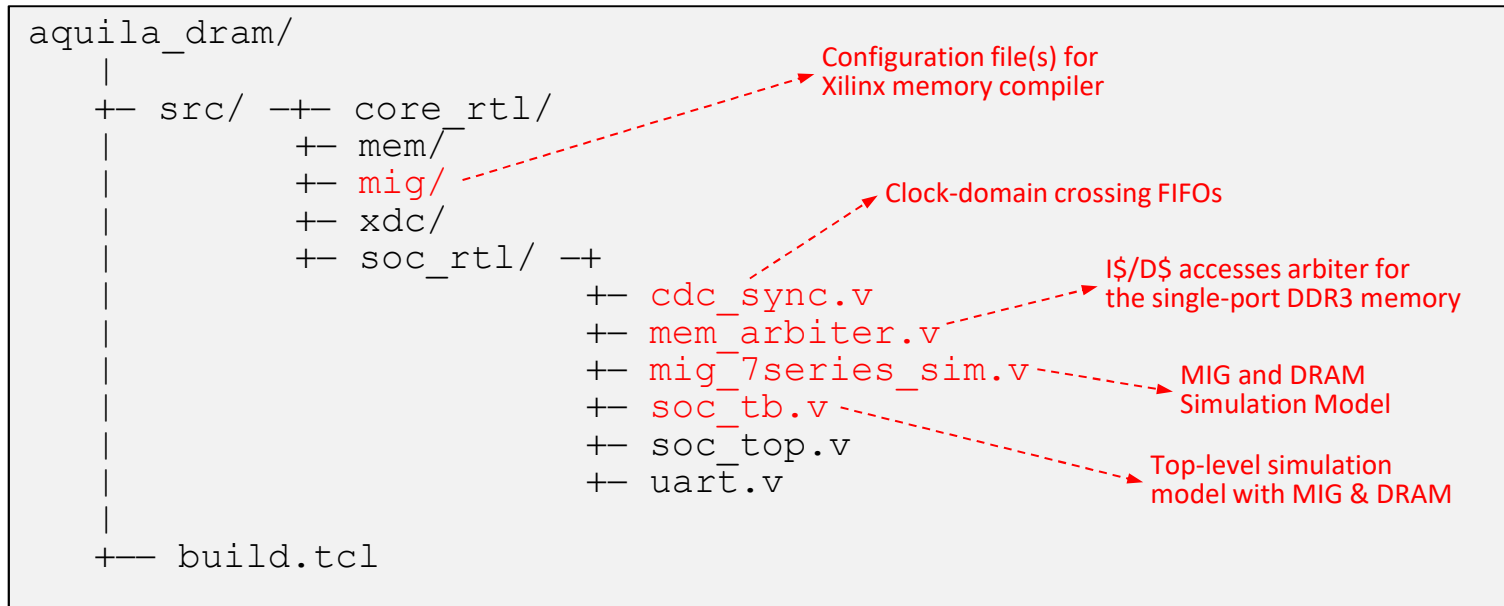 aquila_dram/
|
+— src/ —+— core_rtl/
| +— mem/
| +— mig/
| +— xdc/
| +— soc_rtl/ —+
| +— cdc_sync.v
| +— mem_arbiter.v
| +— mig_7series_sim.v
| +— soc_tb.v
| +— soc_top.v
| +— uart.v
|
+—— build.tcl
Configuration file(s) for
Xilinx memory compiler
Clock-domain crossing FIFOs
I$/D$ accesses arbiter for
the single-port DDR3 memory
MIG and DRAM
Simulation Model
Top-level simulation
model with MIG & DRAM